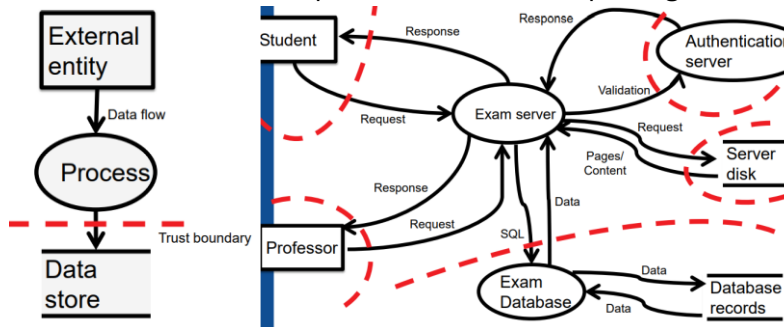 External
entity
Data flow
Process
Trust boundary
Data
store
Student
Response
Request
Response
Authentication
server
Validation
Exam server
Request
Pages/
Content
Server
disk
Response
Request
Professor
SQL
Data
Exam
Database
Data
Data
Database
records